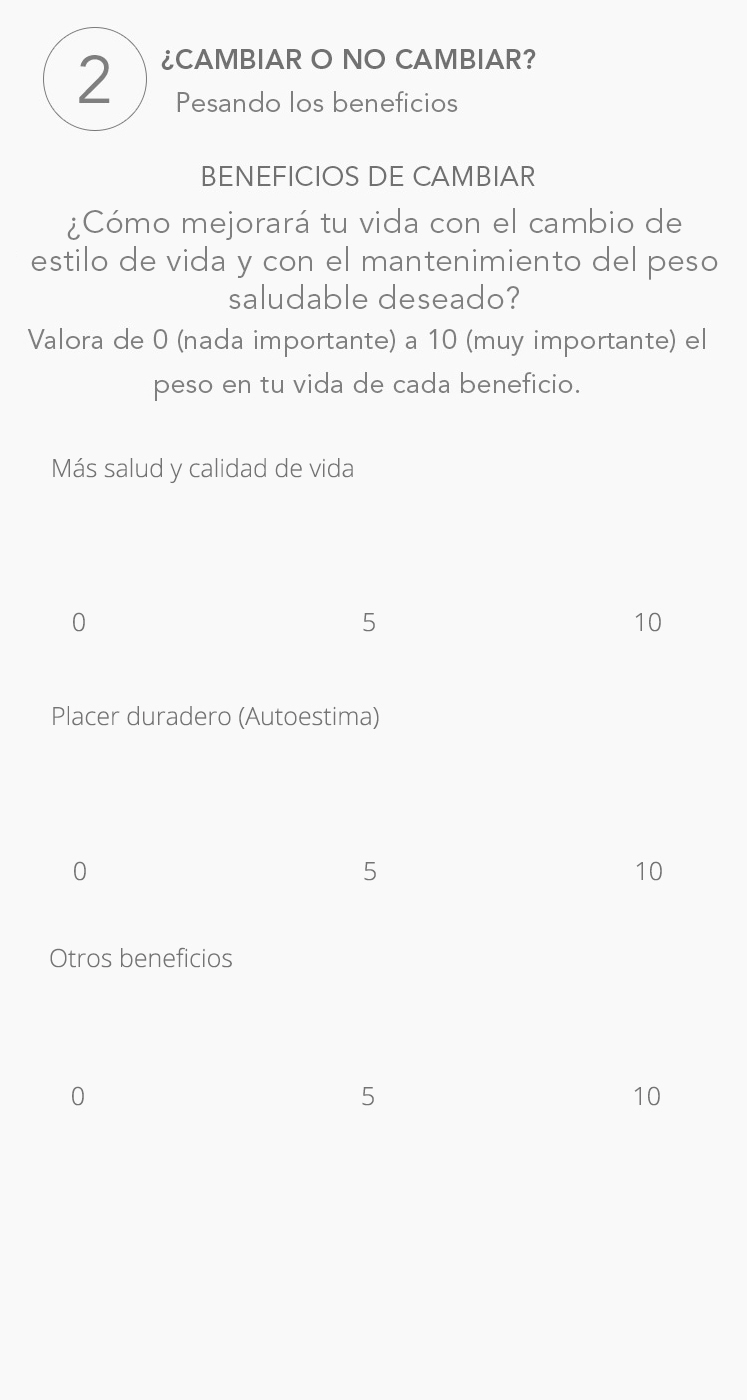 2
¿CAMBIAR O NO CAMBIAR?
Pesando los beneficios
BENEFICIOS DE CAMBIAR
¿Cómo mejorará tu vida con el cambio de
estilo de vida y con el mantenimiento del peso
saludable deseado?
Valora de 0 (nada importante) a 10 (muy importante) el
peso en tu vida de cada beneficio.
Más salud y calidad de vida
0 5 10
Placer duradero (Autoestima)
0 5 10
Otros beneficios
0 5 10